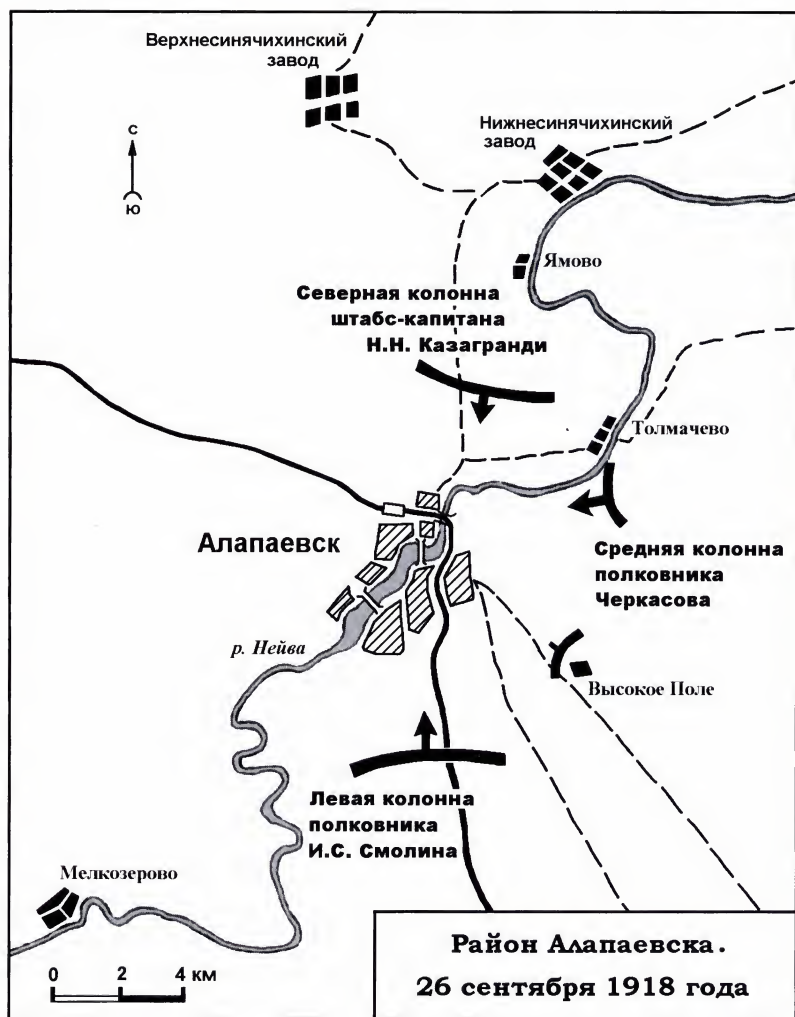 Верхнесинячихинский
завод
Нижнесинячихинский
завод
С
Ю
Ямово
Северная колонна
штабс-капитана
Н.Н. Казагранди
Толмачево
Алапаевск
Средняя колонна
полковника
Черкасова
р. Нейва
Высокое Поле
Левая колонна
полковника
И.С. Смолина
Мелкозерово
0 2 4 км
Район Алапаевска.
26 сентября 1918 года